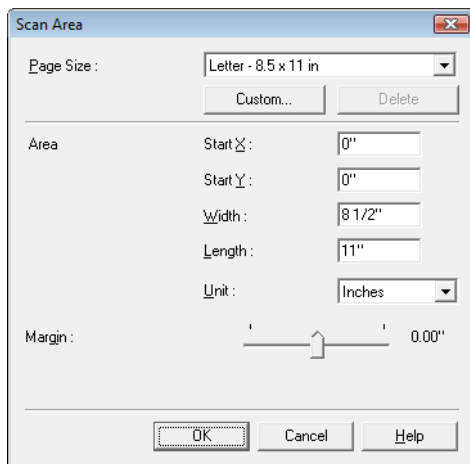 Scan Area
Page Size : Letter - 8.5 x 11 in
Custom... Delete
Area Start X : 0"
Start Y : 0"
Width : 8 1/2"
Length : 11"
Unit : Inches
Margin : 0.00"
OK Cancel Help